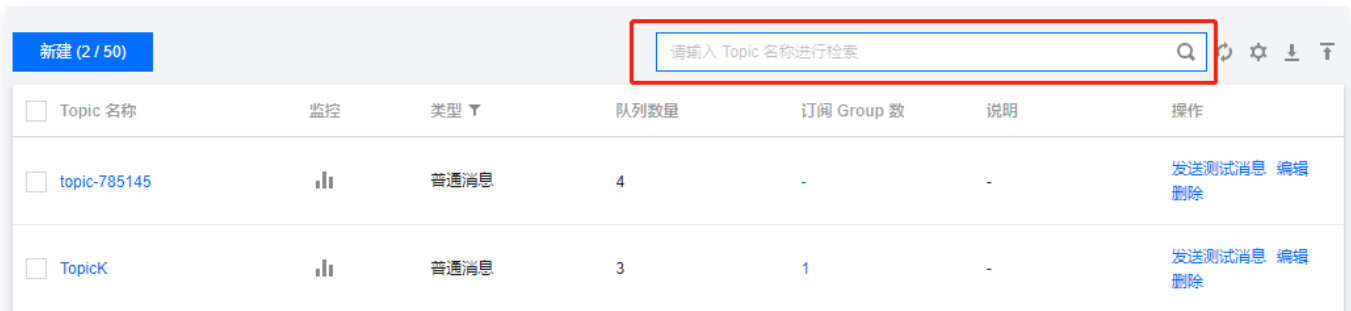 新建 (2 / 50)
请输入 Topic 名称进行检索
Topic 名称 监控 类型 队列数量 订阅 Group 数 说明 操作
topic-785145 普通消息 4 - - 发送测试消息 编辑
删除
TopicK 普通消息 3 1 - 发送测试消息 编辑
删除